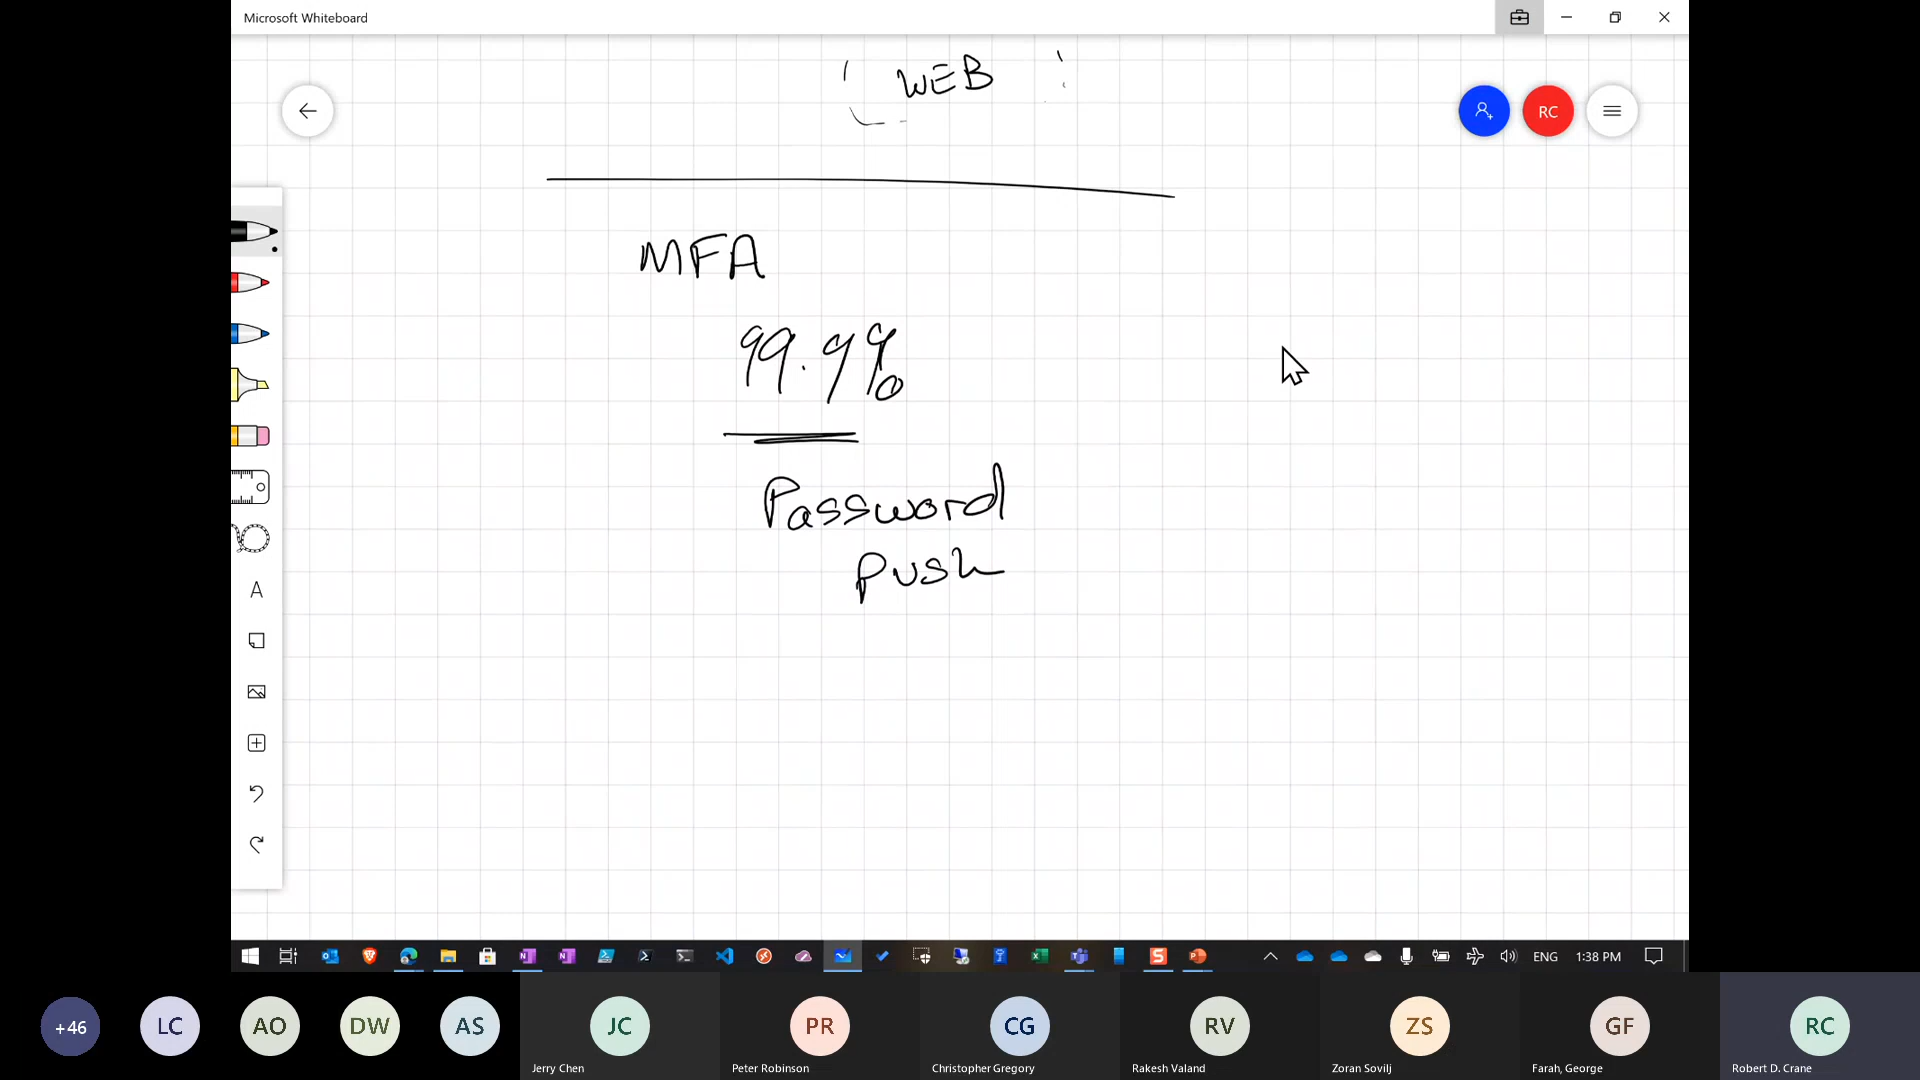 Microsoft Whiteboard
WEB
RC
MFA
99.9%
Password
Push
A
ENG
1:38 PM
+46
LC
AO
DW
AS
JC
PR
CG
RV
ZS
GF
RC
Jerry Chen
Peter Robinson
Christopher Gregory
Rakesh Valand
Zoran Sovilj
Farah, George
Robert D. Crane